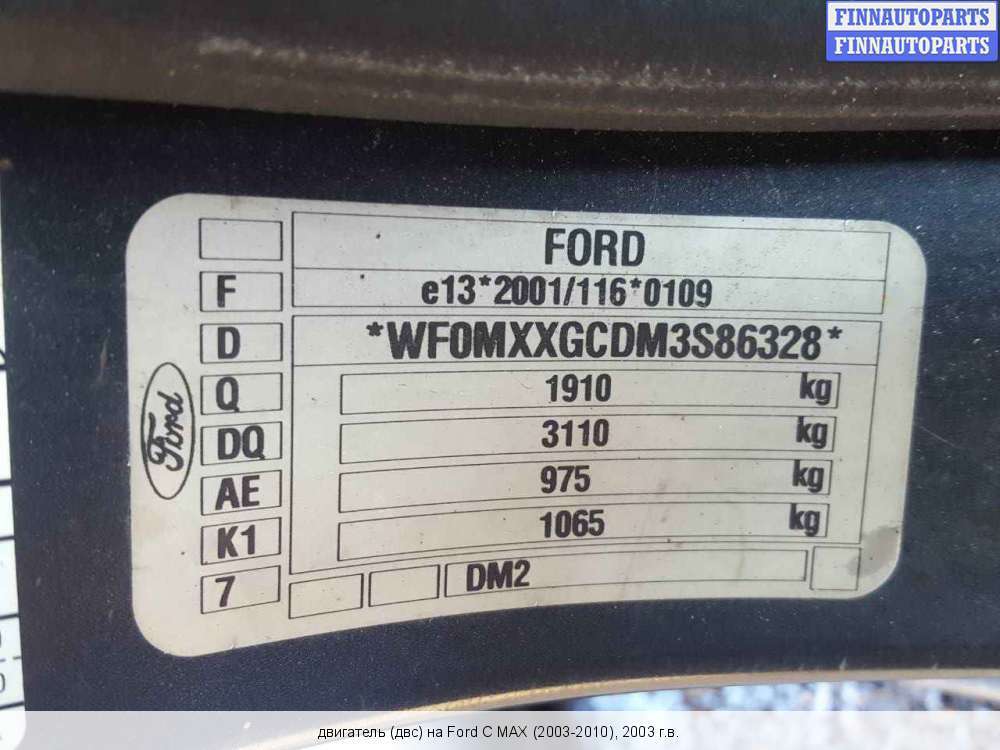 FINNAUTOPARTS
FINNAUTOPARTS
FORD
F e13*2001/116*0109
D *WF0MXXGCDM3S86328*
Q 1910 kg
DQ 3110 kg
AE 975 kg
K1 1065 kg
7 DM2
Ford
двигатель (двс) на Ford C MAX (2003-2010), 2003 г.в.